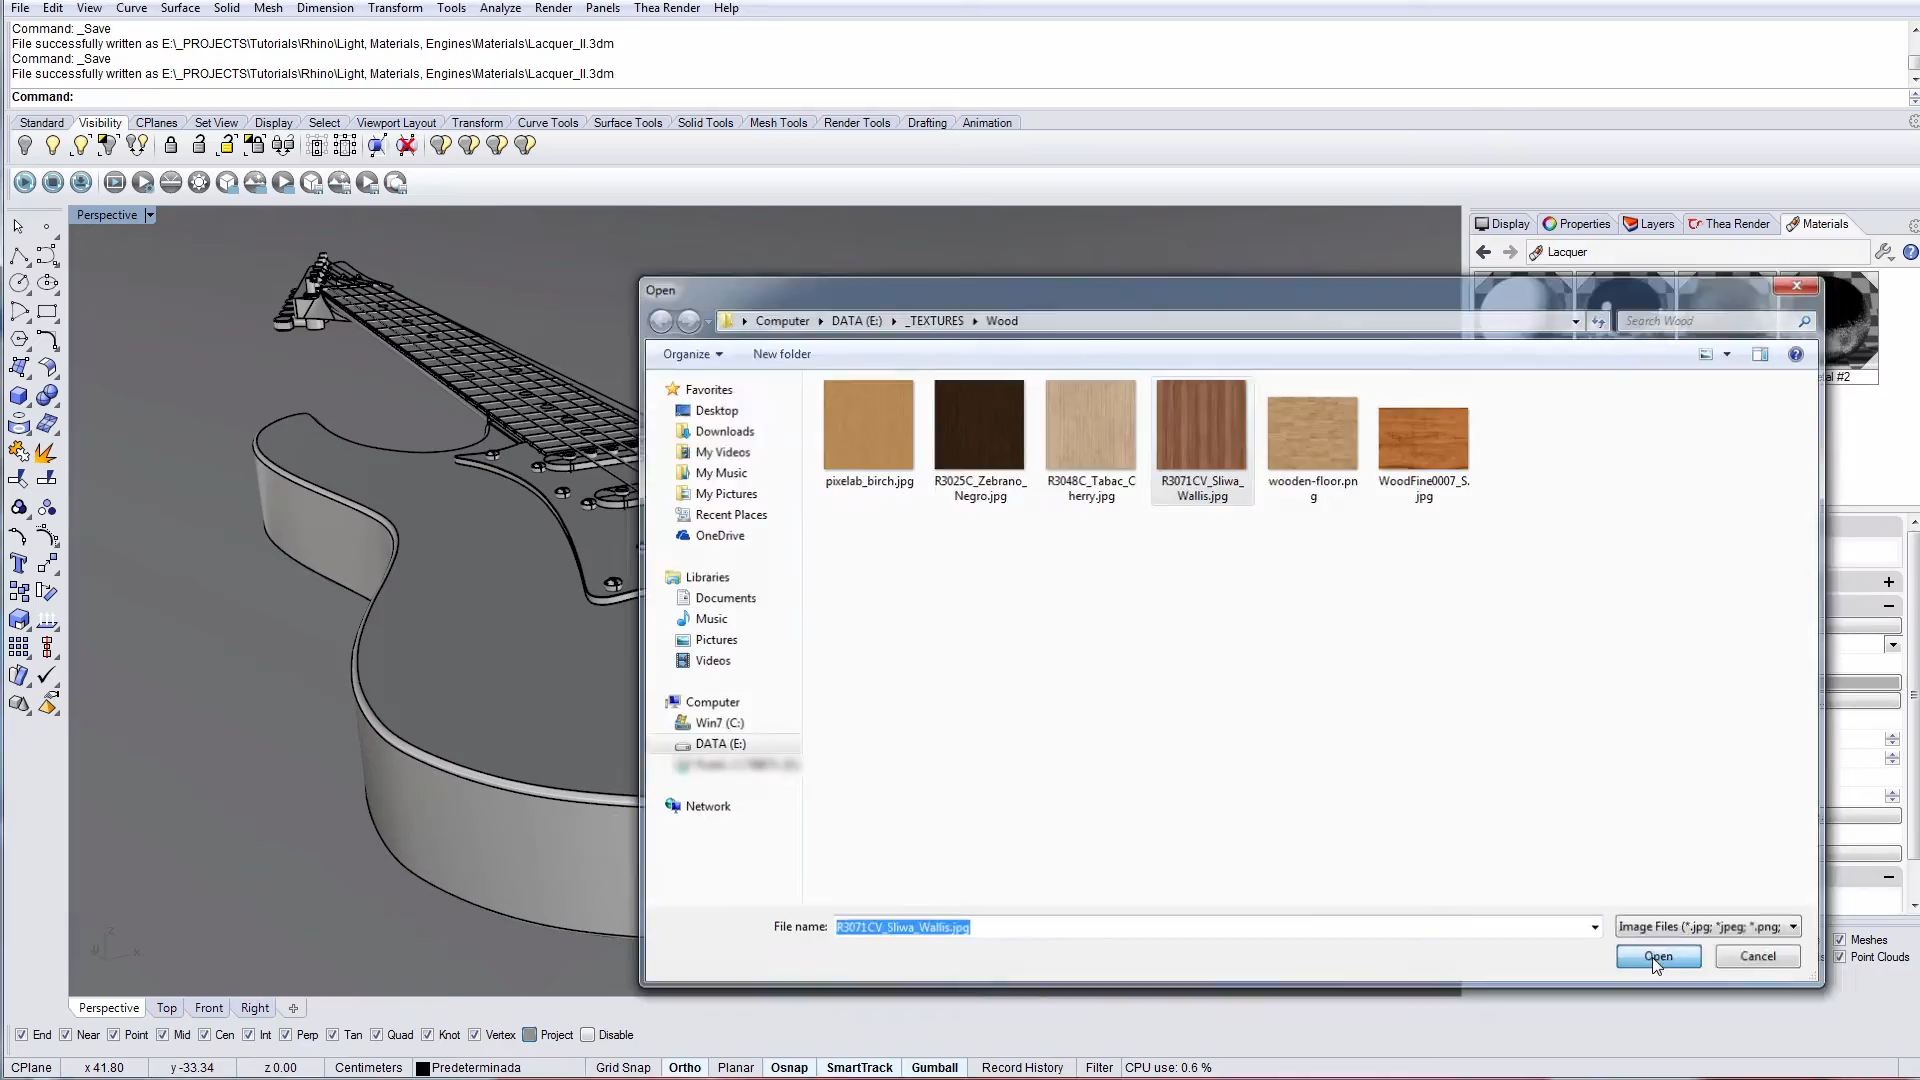 File Edit View Curve Surface Solid Mesh Dimension Transform Tools Analyze Render Panels Thea Render Help
Command: _Save
File successfully written as E:\_PROJECTS\Tutorials\Rhino\Light, Materials, Engines\Materials\Lacquer_II.3dm
Command: _Save
File successfully written as E:\_PROJECTS\Tutorials\Rhino\Light, Materials, Engines\Materials\Lacquer_II.3dm
Command:
Standard Visibility CPlanes Set View Display Select Viewport Layout Transform Curve Tools Surface Tools Solid Tools Mesh Tools Render Tools Drafting Animation
Perspective
Display Properties Layers Thea Render Materials
Lacquer
Open
Computer DATA (E:) _TEXTURES Wood
Search Wood
Organize New folder
etal #2
Favorites
Desktop
Downloads
My Videos
My Music
My Pictures
Recent Places
OneDrive
Libraries
Documents
Music
Pictures
Videos
Computer
Win7 (C:)
DATA (E:)
Network
pixelab_birch.jpg
R3025C_Zebrano_
Negro.jpg
R3048C_Tabac_C
herry.jpg
R3071CV_Sliwa_
Wallis.jpg
wooden-floor.pn
g
WoodFine0007_S.
jpg
File name: R3071CV_Sliwa_Wallis.jpg
Image Files (*.jpg; *jpeg; *.png;
Open Cancel
Meshes
Point Clouds
z
y x
Perspective Top Front Right
End Near Point Mid Cen Int Perp Tan Quad Knot Vertex Project Disable
CPlane x 41.80 y -33.34 z 0.00 Centimeters Predeterminada Grid Snap Ortho Planar Osnap SmartTrack Gumball Record History Filter CPU use: 0.6 %